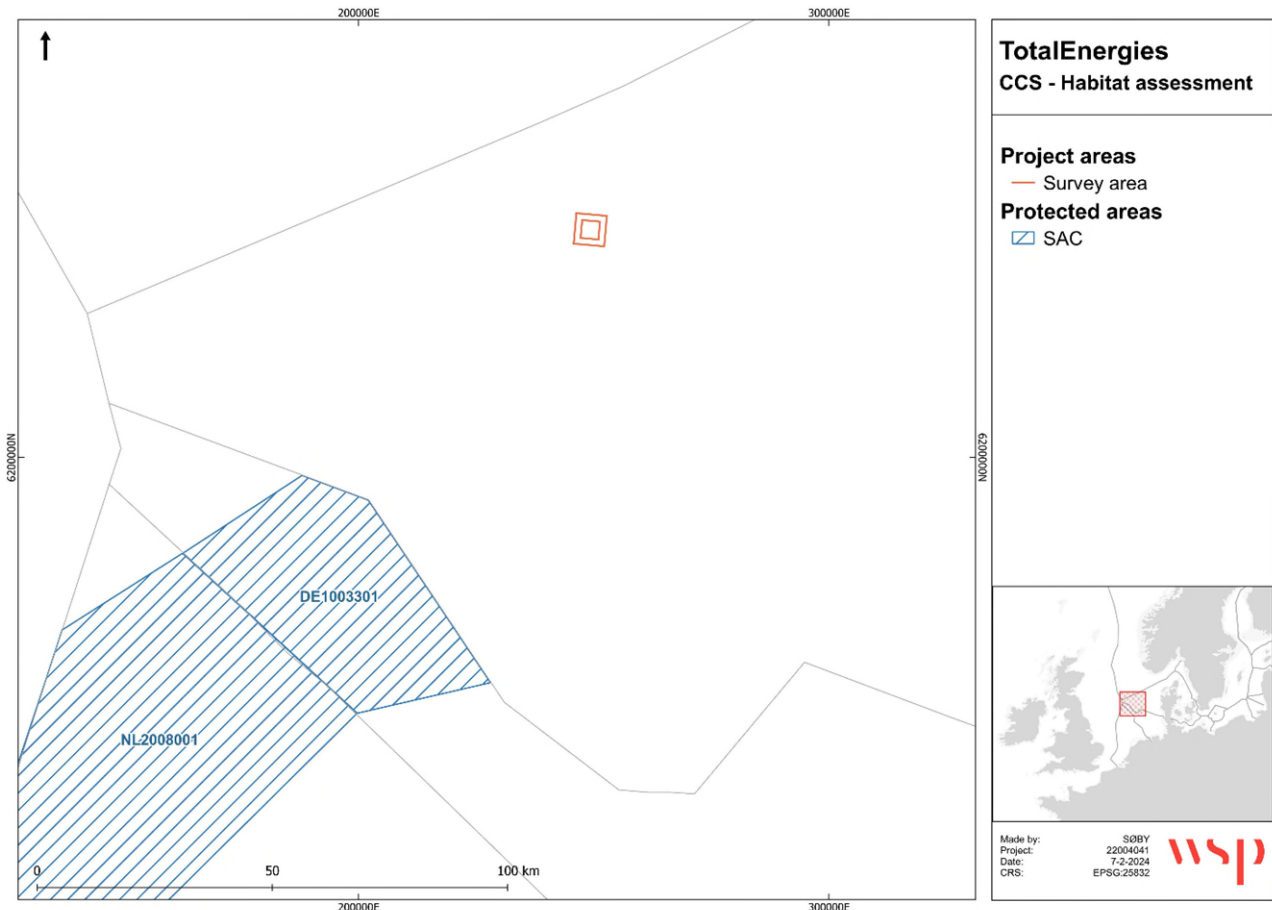 200000E
300000E
6200000N
6200000N
DE1003301
NL2008001
0
50
100 km
200000E
300000E
TotalEnergies
CCS - Habitat assessment
Project areas
Survey area
Protected areas
SAC
Made by: SØBY
Project: 22004041
Date: 7-2-2024
CRS: EPSG:25832
wsp